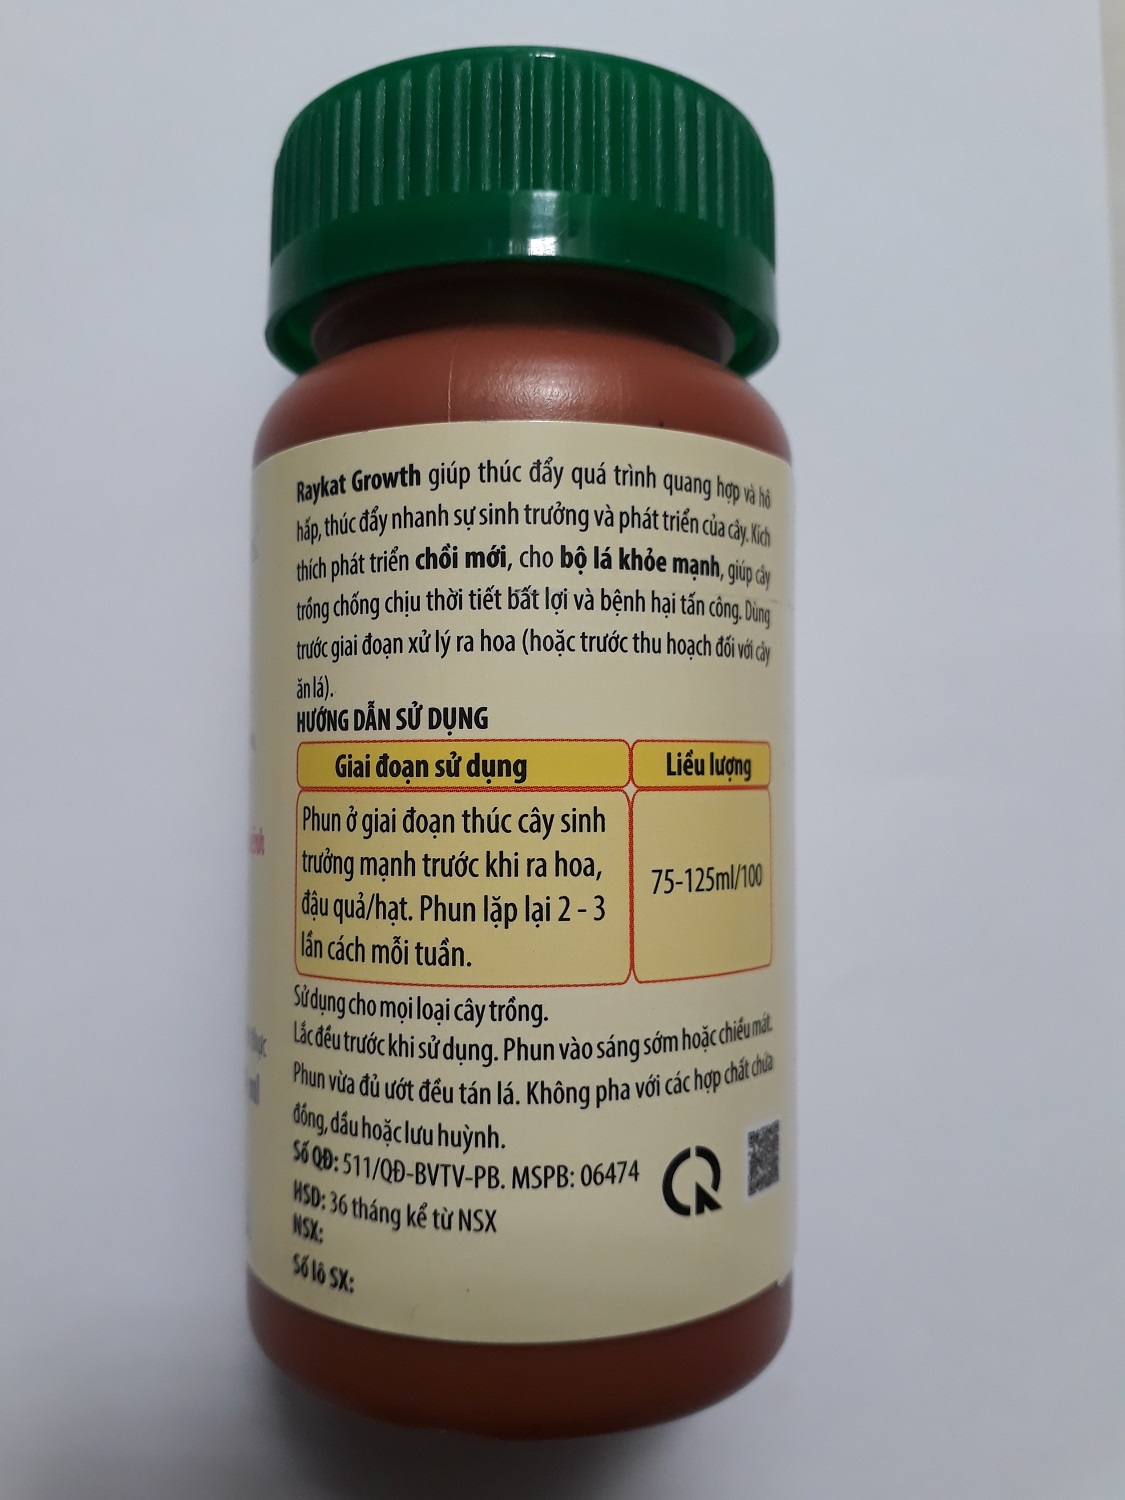 Raykat Growth giúp thúc đẩy quá trình quang hợp và hô
hấp, thúc đẩy nhanh sự sinh trưởng và phát triển của cây. Kích
thích phát triển chồi mới, cho bộ lá khỏe mạnh, giúp cây
trồng chống chịu thời tiết bất lợi và bệnh hại tấn công. Dùng
trước giai đoạn xử lý ra hoa (hoặc trước thu hoạch đối với cây
ăn lá).
HƯỚNG DẪN SỬ DỤNG
Giai đoạn sử dụng Liều lượng
Phun ở giai đoạn thúc cây sinh
trưởng mạnh trước khi ra hoa,
75-125ml/100
đậu quả/hạt. Phun lặp lại 2 - 3
lần cách mỗi tuần.
Sử dụng cho mọi loại cây trồng.
Lắc đều trước khi sử dụng. Phun vào sáng sớm hoặc chiều mát.
Phun vừa đủ ướt đều tán lá. Không pha với các hợp chất chứa
đồng, dầu hoặc lưu huỳnh.
Số QĐ: 511/QĐ-BVTV-PB. MSPB: 06474
HSD: 36 tháng kể từ NSX
NSX:
Số lô SX: